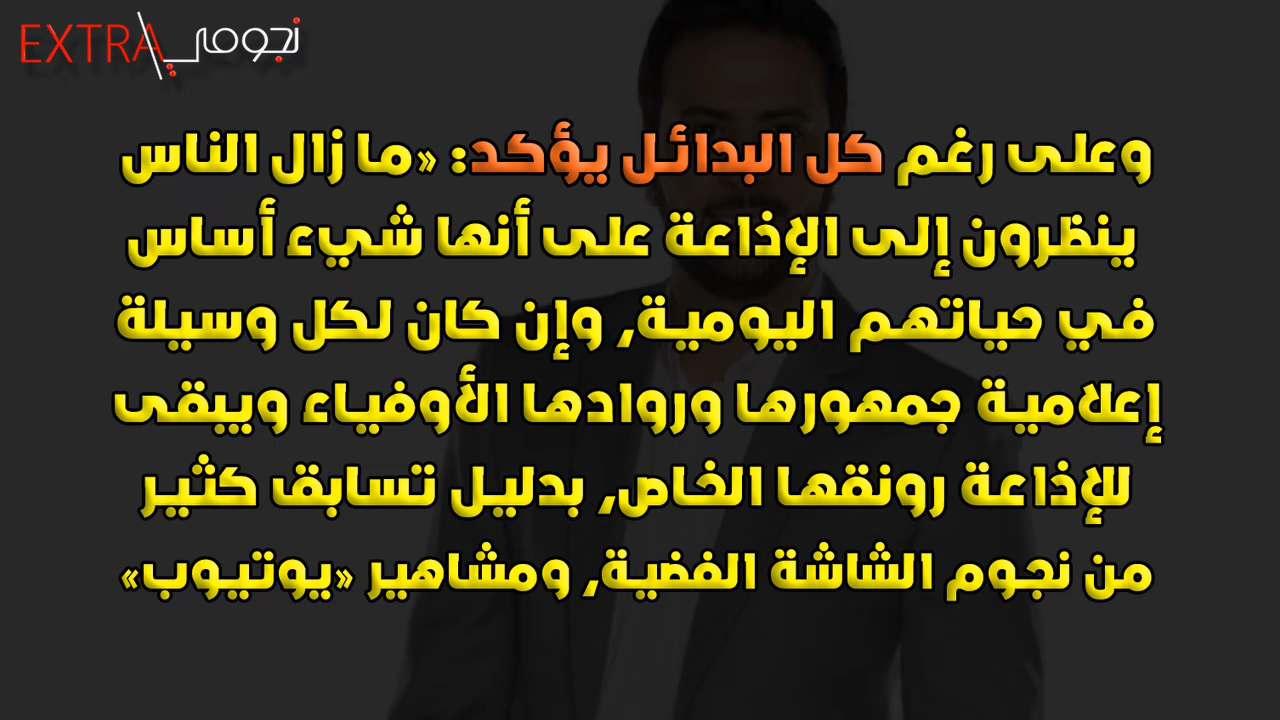 EXTRA نجومي
وعلى رغم كل البدائل يؤكد: «ما زال الناس
ينظرون إلى الإذاعة على أنها شيء أساس
في حياتهم اليومية, وإن كان لكل وسيلة
إعلامية جمهورها وروادها الأوفياء ويبقى
للإذاعة رونقها الخاص, بدليل تسابق كثير
من نجوم الشاشة الفضية, ومشاهير «يوتيوب»